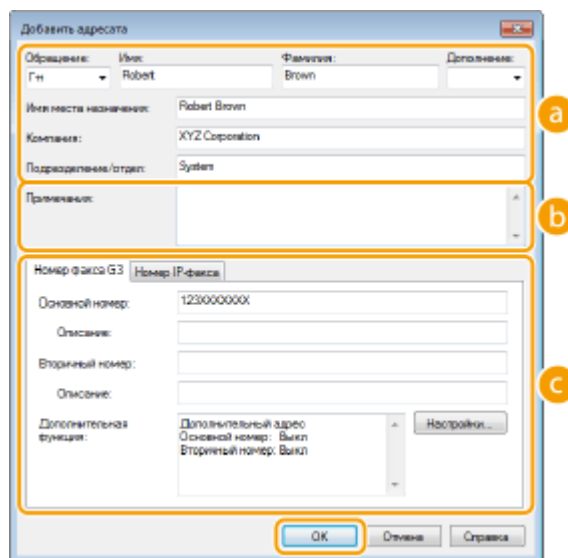 Добавить адресата
Обращение: Имя: Фамилия: Дополнение:
Г-н Robert Brown
Имя места назначения: Robert Brown
Компания: XYZ Corporation
Подразделение/отдел: System
a
Примечания:
b
Номер факса G3 Номер IP-факса
Основной номер: 123XXXXXXX
Описание:
Вторичный номер:
Описание:
c
Дополнительная Дополнительный адрес Настройки...
функция: Основной номер: Выкл
Вторичный номер: Выкл
OK Отмена Справка